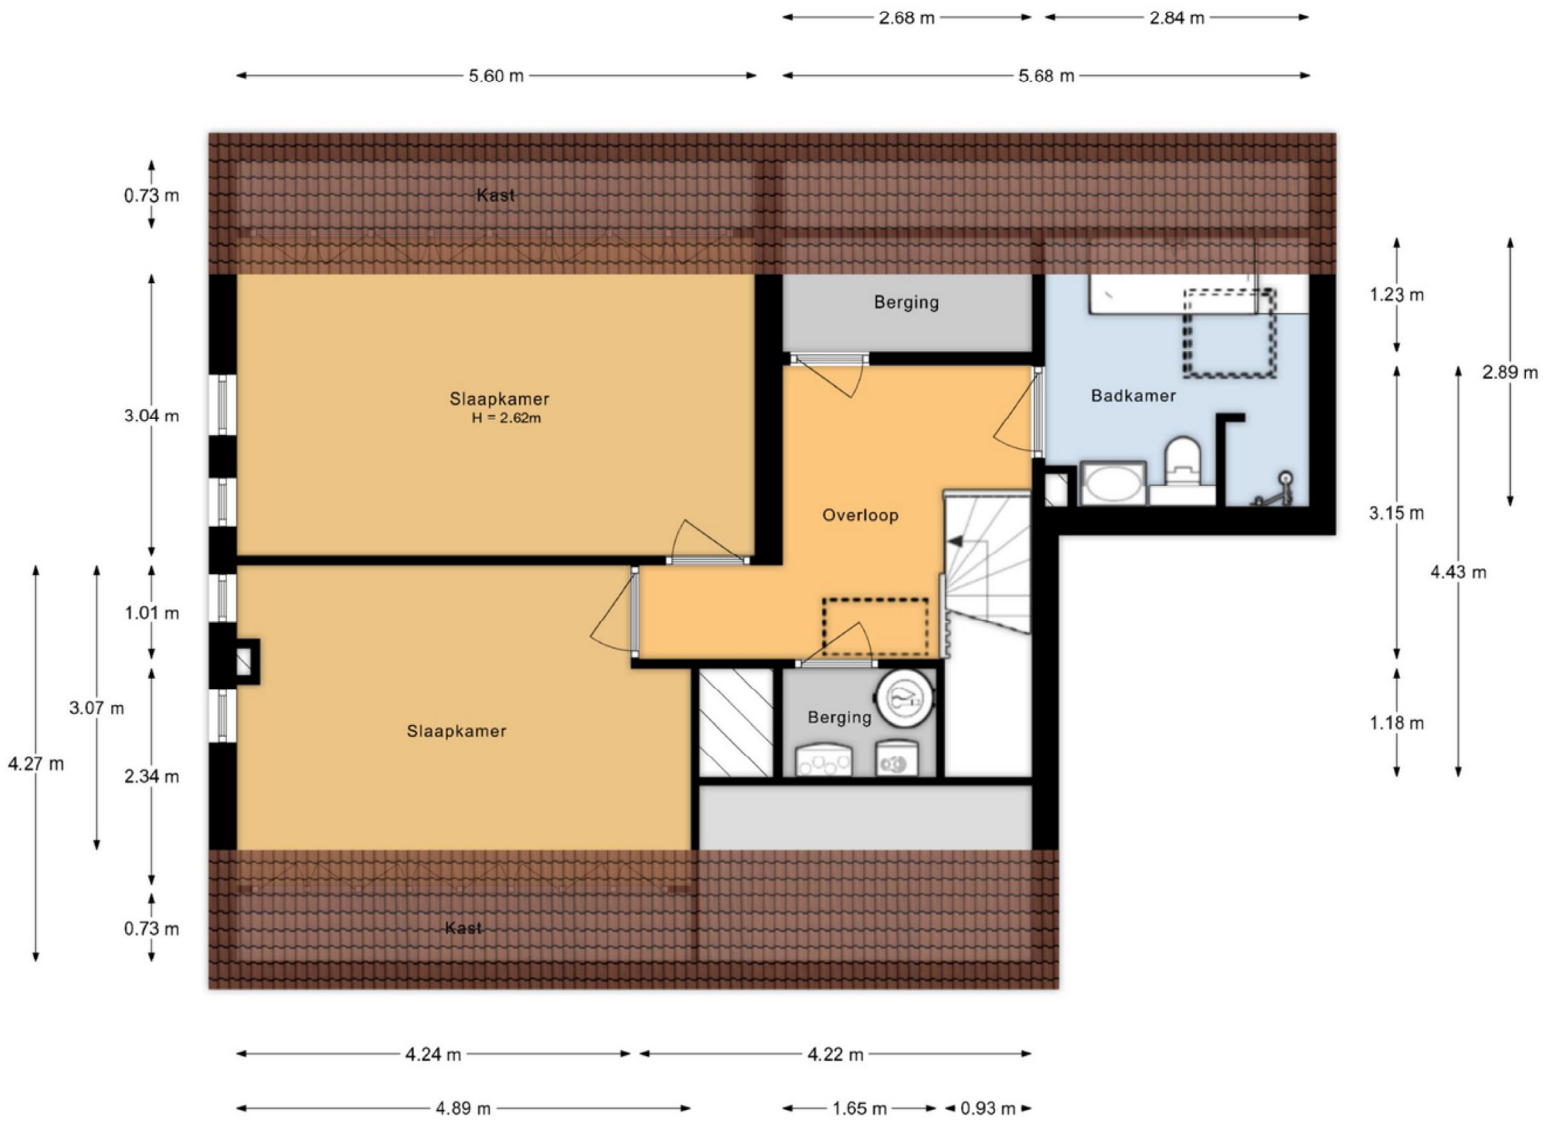 2.68 m
2.84 m
5.60 m
5.68 m
0.73 m
Kast
1.23 m
Berging
2.89 m
Badkamer
Slaapkamer
H = 2.62m
3.04 m
3.15 m
Overloop
4.43 m
1.01 m
3.07 m
Berging
1.18 m
Slaapkamer
4.27 m
2.34 m
0.73 m
Kast
4.24 m
4.22 m
4.89 m
1.65 m
0.93 m